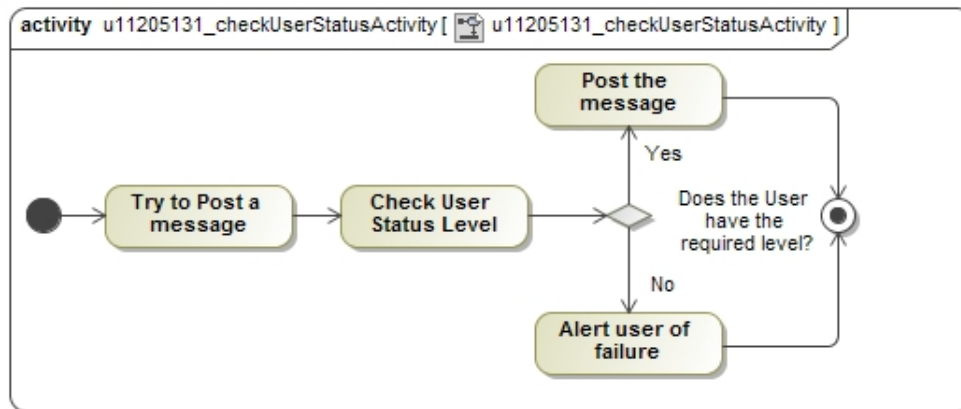 activity u11205131_checkUserStatusActivity [ u11205131_checkUserStatusActivity ]
Post the
message
Yes
Try to Post a
message
Check User
Status Level
Does the User
have the
required level?
No
Alert user of
failure